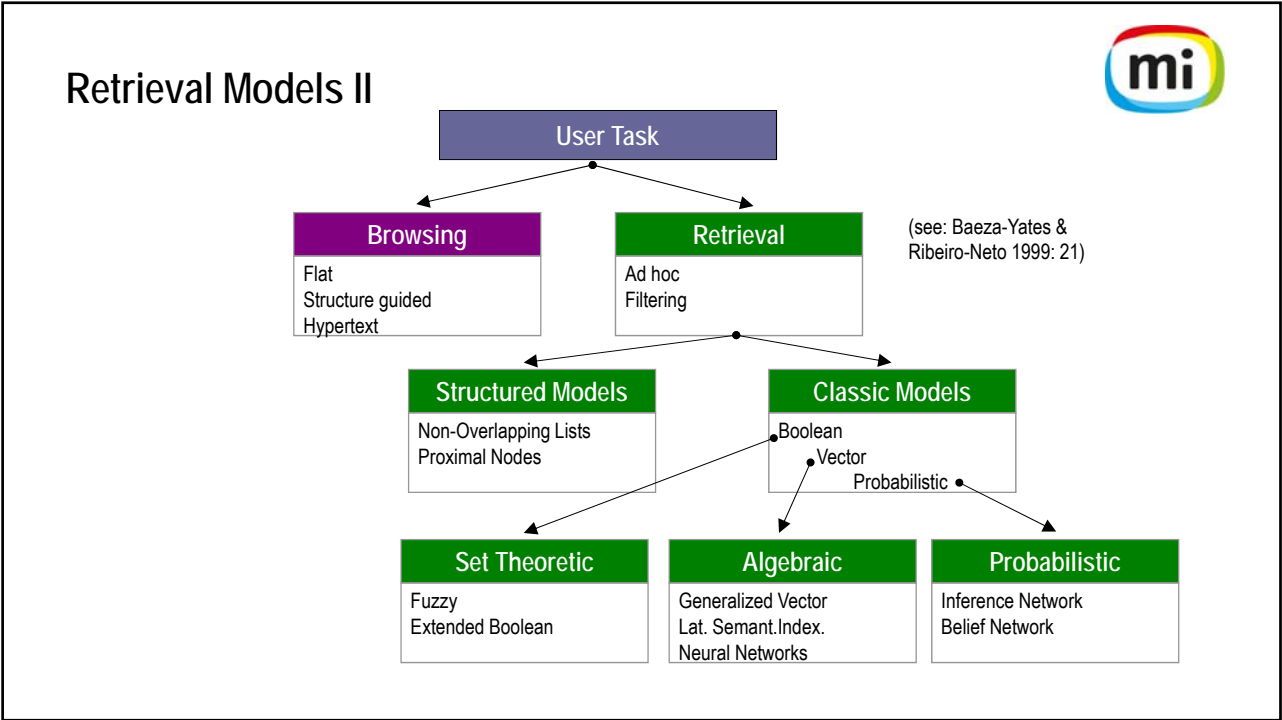 mi
Retrieval Models II
User Task
Browsing
Flat
Structure guided
Hypertext
Retrieval
Ad hoc
Filtering
(see: Baeza-Yates &
Ribeiro-Neto 1999: 21)
Structured Models
Non-Overlapping Lists
Proximal Nodes
Classic Models
Boolean
Vector
Probabilistic
Set Theoretic
Fuzzy
Extended Boolean
Algebraic
Generalized Vector
Lat. Semant.Index.
Neural Networks
Probabilistic
Inference Network
Belief Network